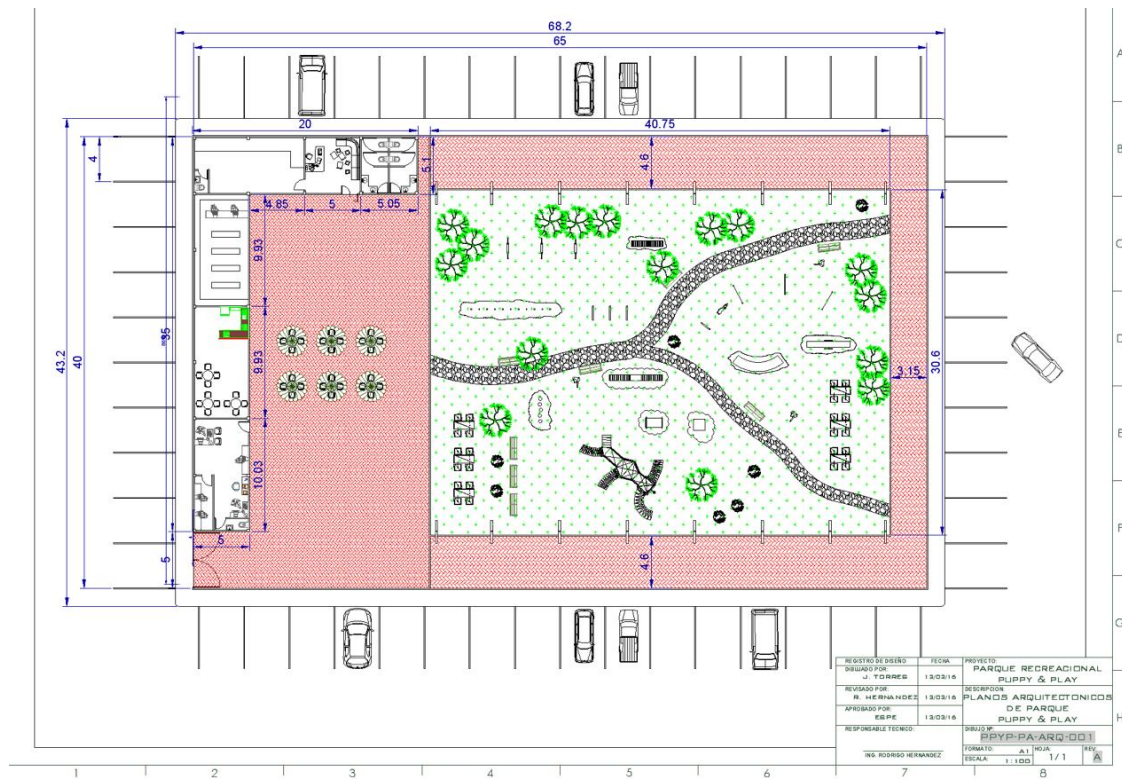 68.2
65
20
40.75
4
5.1
4.6
4.85
5
5.05
9.93
9.93
10.03
43.2
40
35
30.6
3.15
5
5
4.6
A
B
C
D
E
F
G
H
REGISTRO DE DISEÑO FECHA PROYECTO:
DIBUJADO POR: PARQUE RECREACIONAL
J. TORRES 13/03/16 PUPPY & PLAY
REVISADO POR: DESCRIPCION:
R. HERNANDEZ 13/03/16 PLANOS ARQUITECTONICOS
APROBADO POR: DE PARQUE
ESPE 13/03/16 PUPPY & PLAY
RESPONSABLE TECNICO: DIBUJO Nº
PPYP-PA-ARQ-001
FORMATO: A1 HOJA: 1/1 REV. A
ING. RODRIGO HERNANDEZ ESCALA: 1:100
1 2 3 4 5 6 7 8